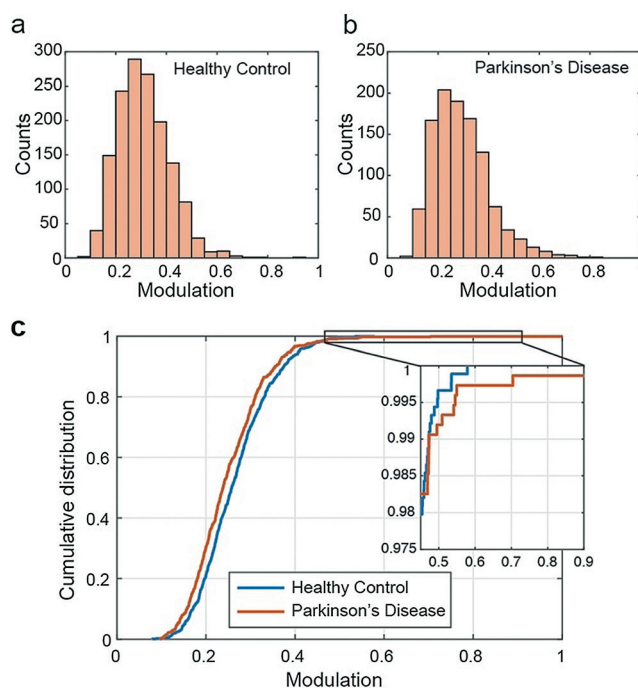 a
b
300
250
200
150
100
50
0
Counts
Healthy Control
0 0.2 0.4 0.6 0.8 1
Modulation
250
200
150
100
50
0
Counts
Parkinson's Disease
0 0.2 0.4 0.6 0.8 1
Modulation
c
1
0.8
0.6
0.4
0.2
0
Cumulative distribution
1
0.995
0.99
0.985
0.98
0.975
0.5 0.6 0.7 0.8 0.9
Healthy Control
Parkinson's Disease
0 0.2 0.4 0.6 0.8 1
Modulation